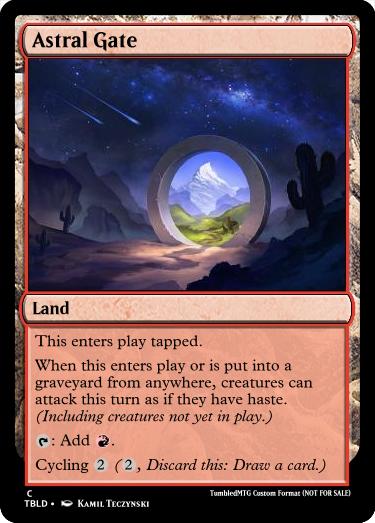 Astral Gate
Land
This enters play tapped.
When this enters play or is put into a
graveyard from anywhere, creatures can
attack this turn as if they have haste.
(Including creatures not yet in play.)
: Add .
Cycling 2 ( 2 , Discard this: Draw a card.)
C
TBLD • Kamil Teczynski
TumbledMTG Custom Format (NOT FOR SALE)